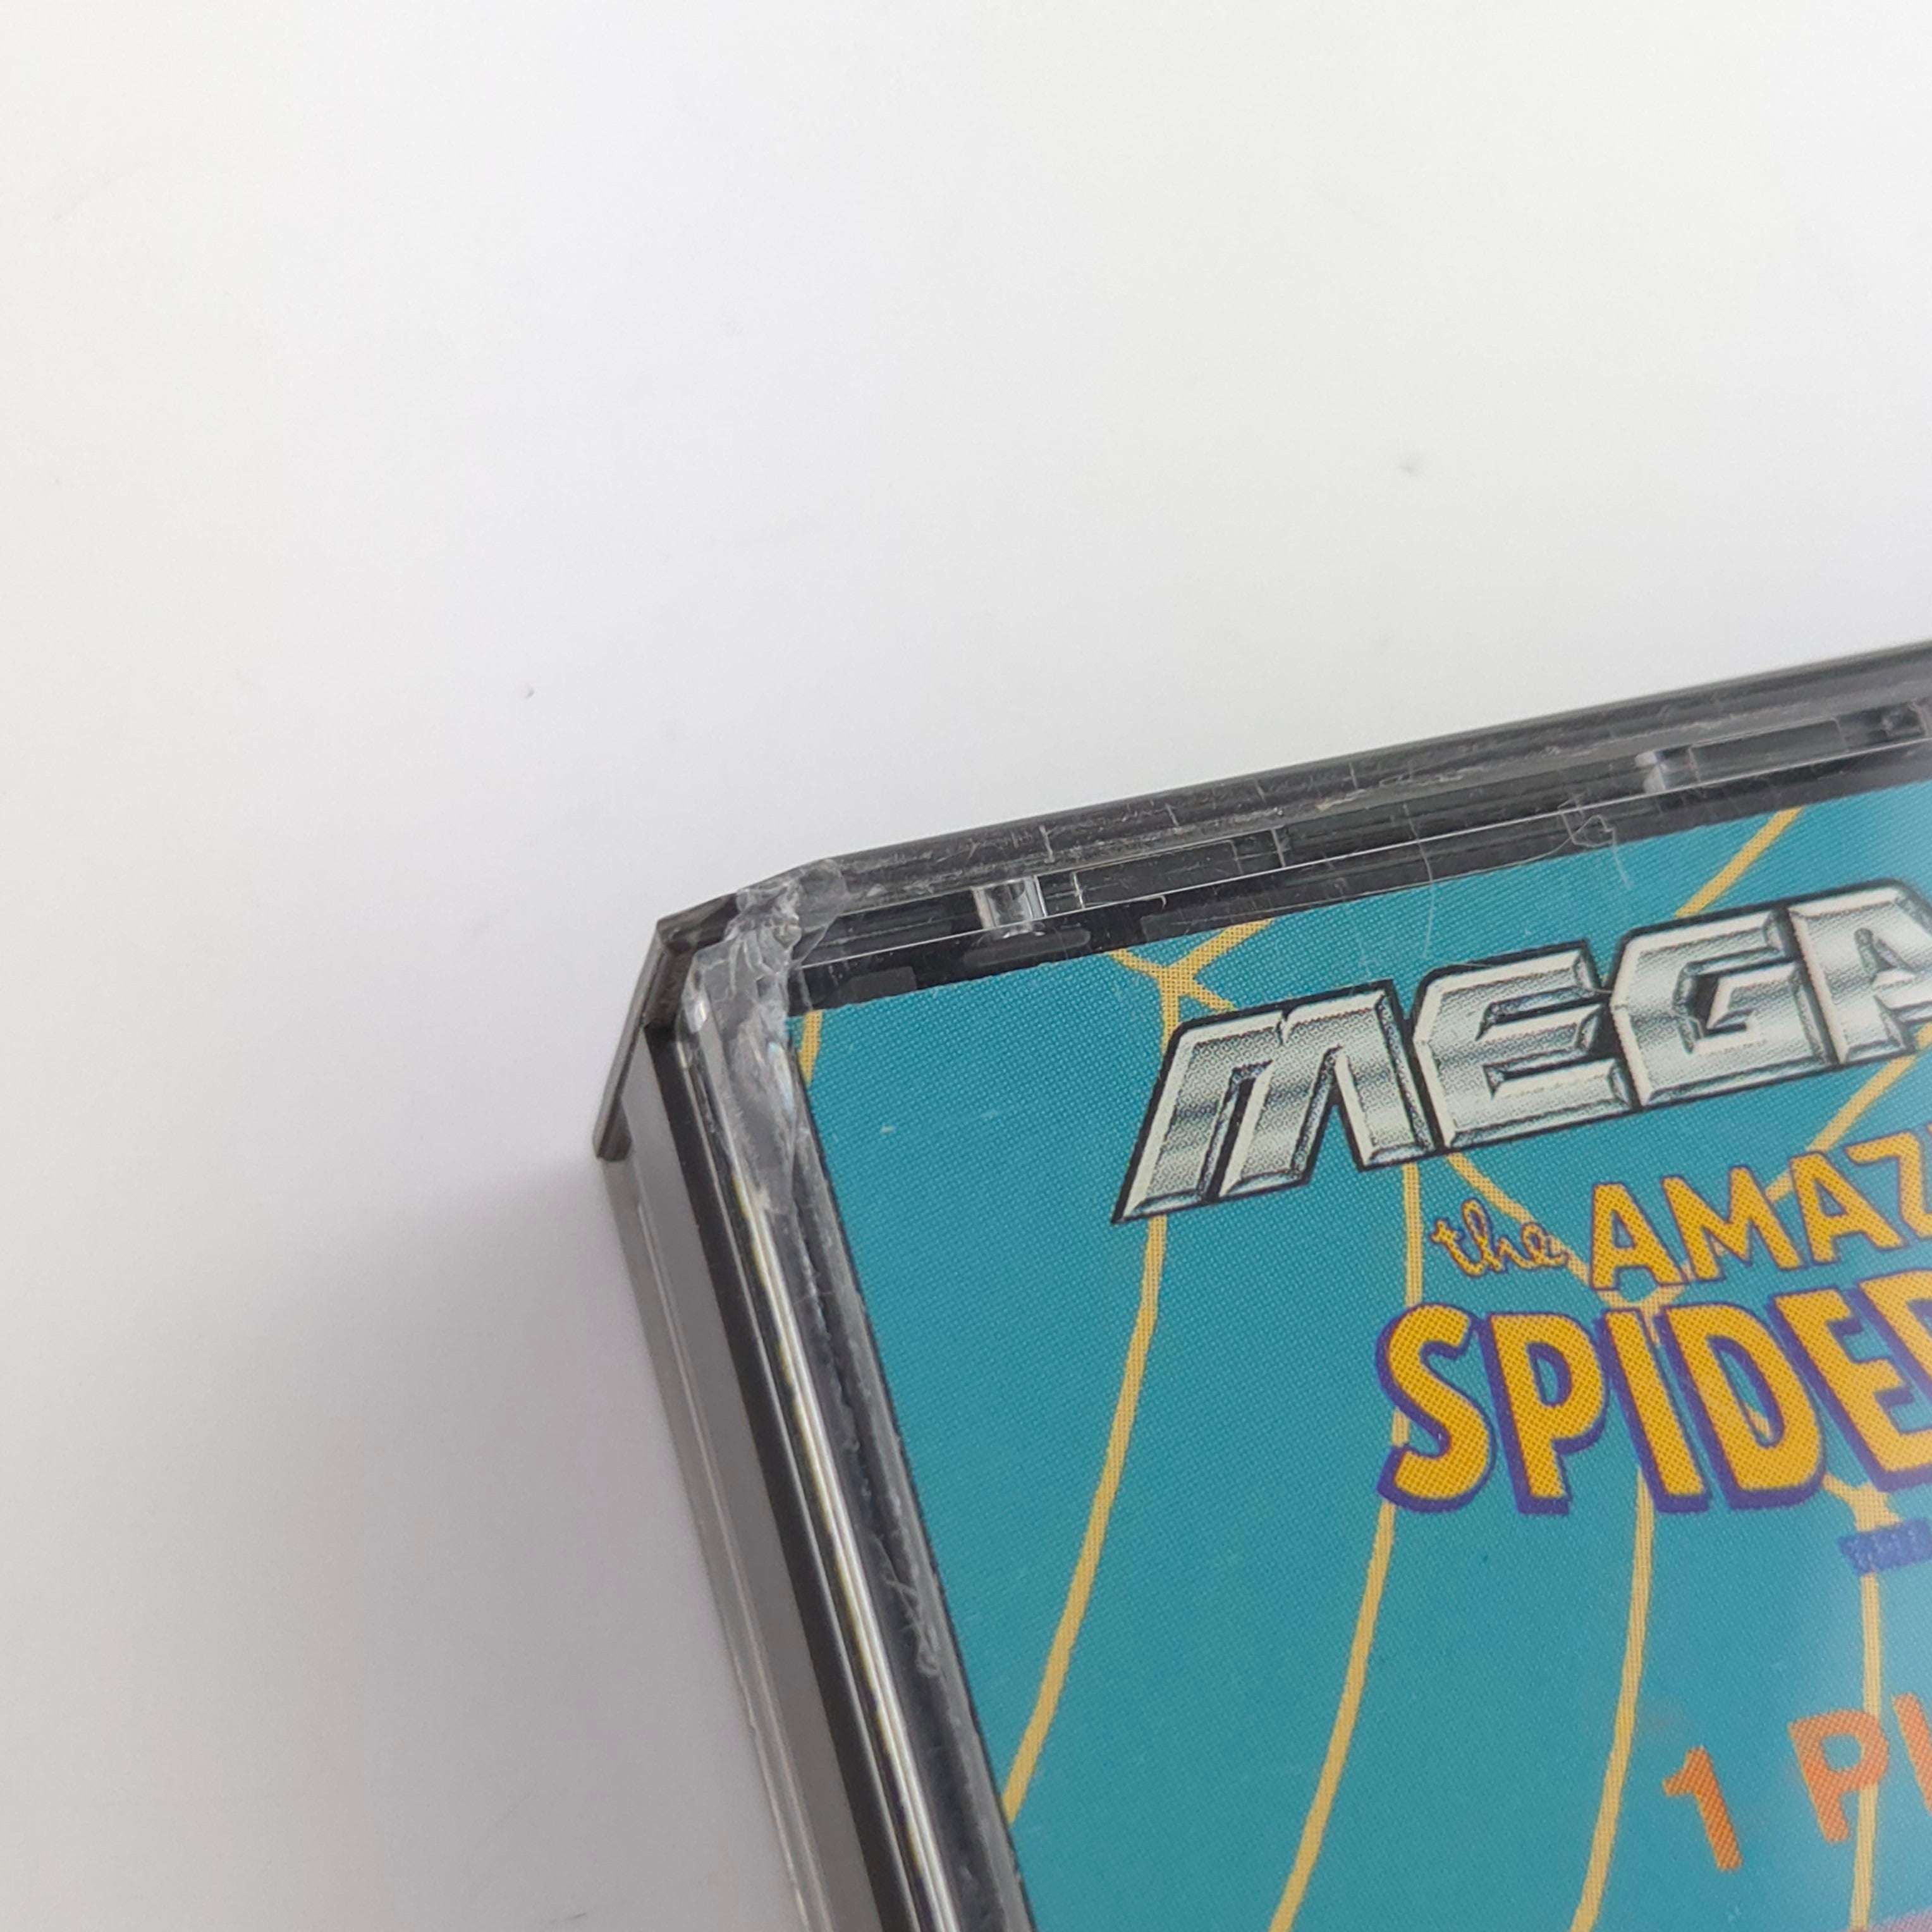 MEGA
the AMAZ
SPIDE
1 P